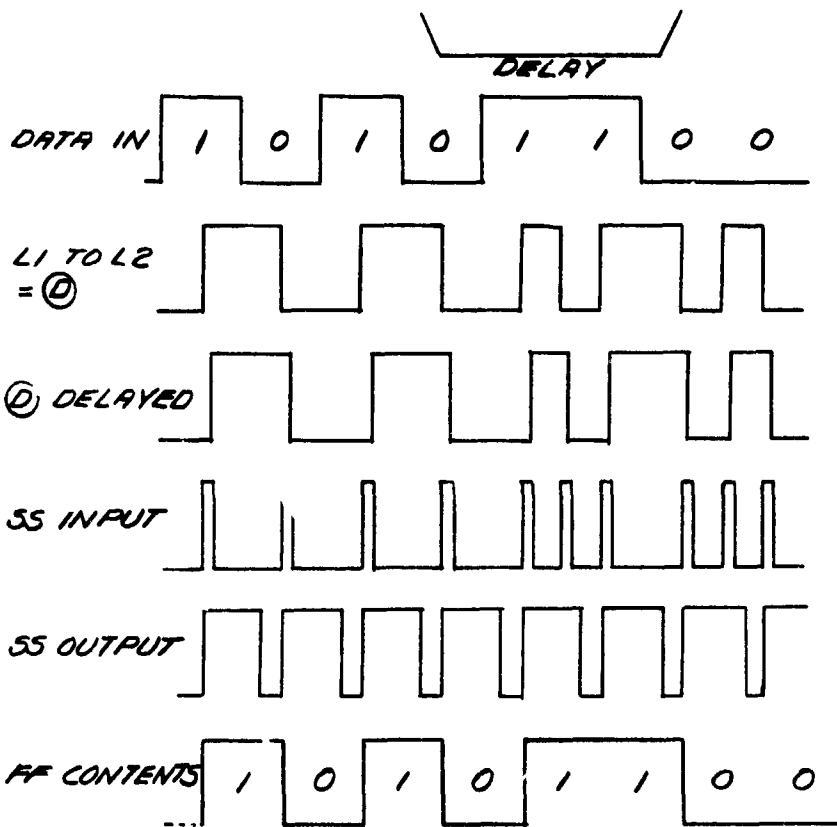 DELAY
DATA IN 1 0 1 0 1 1 0 0
L1 TO L2
= D
D DELAYED
SS INPUT
SS OUTPUT
FF CONTENTS 1 0 1 0 1 1 0 0